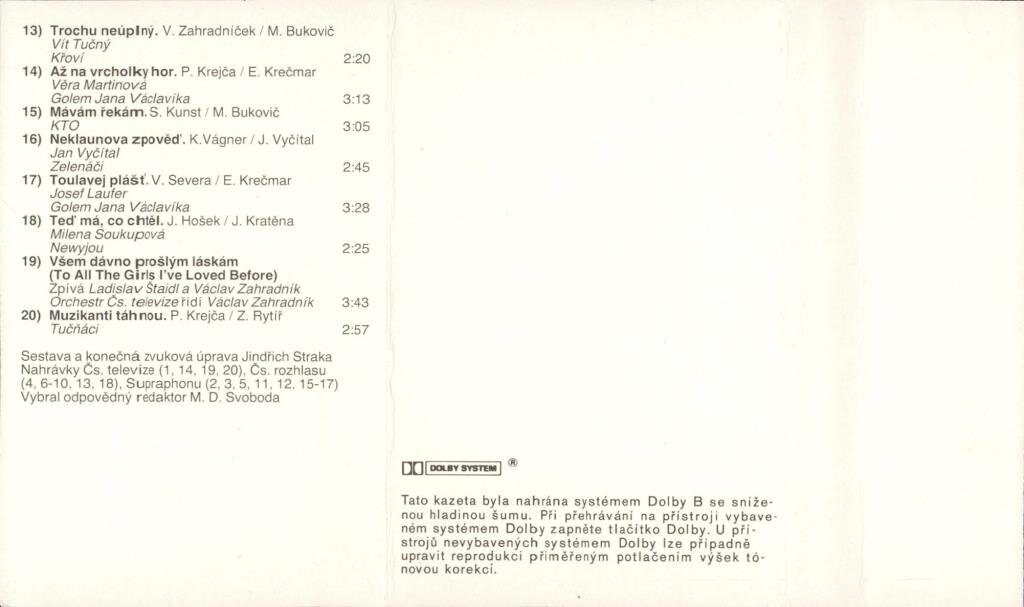 13) Trochu neúplný. V. Zahradníček / M. Bukovič
Vít Tučný
Křoví 2:20
14) Až na vrcholky hor. P. Krejča / E. Krečmar
Věra Martinová
Golem Jana Václavíka 3:13
15) Mávám řekám. S. Kunst / M. Bukovič
KTO 3:05
16) Neklaunova zpověď. K. Vágner / J. Vyčítal
Jan Vyčítal
Zelenáči 2:45
17) Toulavej plášť. V. Severa / E. Krečmar
Josef Laufer
Golem Jana Václavíka 3:28
18) Teď má, co chtěl. J. Hošek / J. Kratěna
Milena Soukupová
Newyjou 2:25
19) Všem dávno prošlým láskám
(To All The Girls I've Loved Before)
Zpívá Ladislav Štaidl a Václav Zahradník
Orchestr Čs. televize řídí Václav Zahradník 3:43
20) Muzikanti táhnou. P. Krejča / Z. Rytíř
Tučňáci 2:57
Sestava a konečná zvuková úprava Jindřich Straka
Nahrávky Čs. televize (1, 14, 19, 20), Čs. rozhlasu
(4, 6-10, 13, 18), Supraphonu (2, 3, 5, 11, 12, 15-17)
Vybral odpovědný redaktor M. D. Svoboda
DOLBY SYSTEM ®
Tato kazeta byla nahrána systémem Dolby B se sníže-
nou hladinou šumu. Při přehrávání na přístroji vybave-
ném systémem Dolby zapněte tlačítko Dolby. U pří-
strojů nevybavených systémem Dolby lze případně
upravit reprodukci přiměřeným potlačením výšek tó-
novou korekcí.